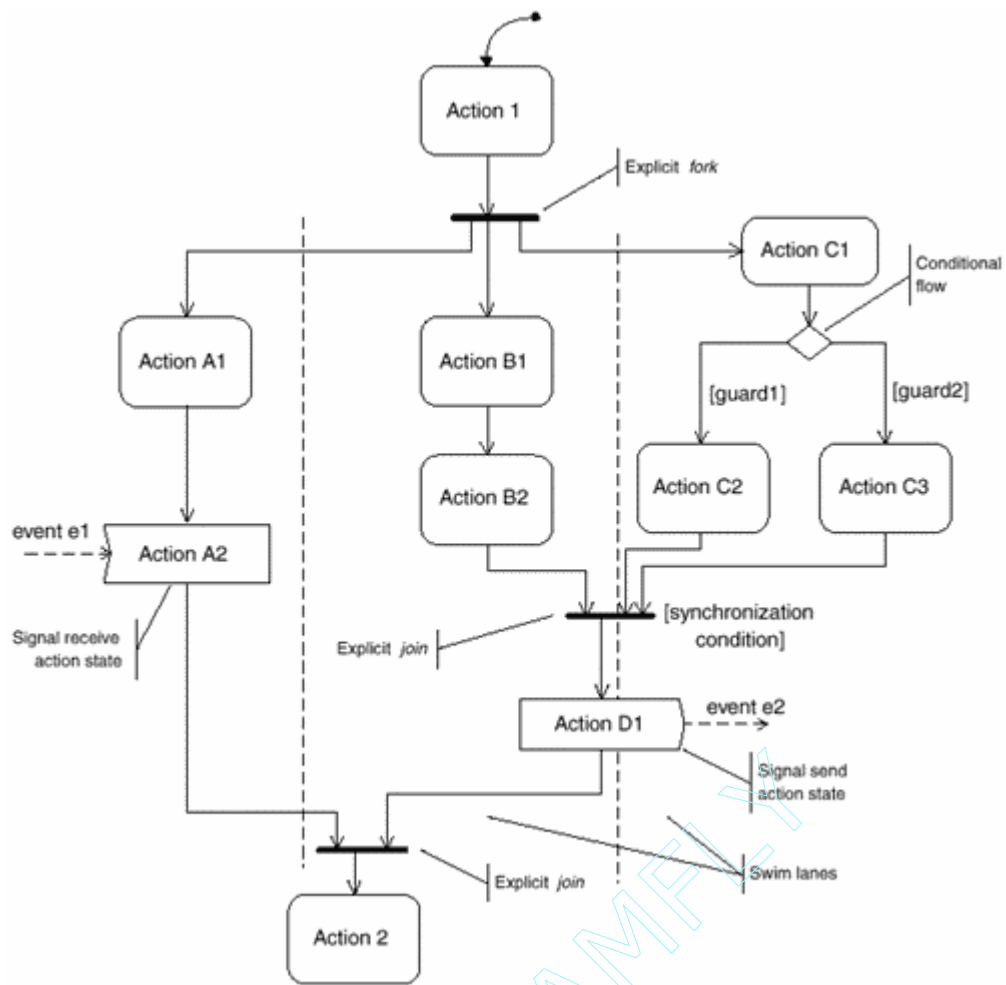 Action 1
Explicit fork
Action C1
Conditional
flow
Action A1
Action B1
[guard1]
[guard2]
Action B2
Action C2
Action C3
event e1
Action A2
Signal receive
action state
Explicit join
[synchronization
condition]
Action D1
event e2
Signal send
action state
Explicit join
Swim lanes
Action 2
AMFLY